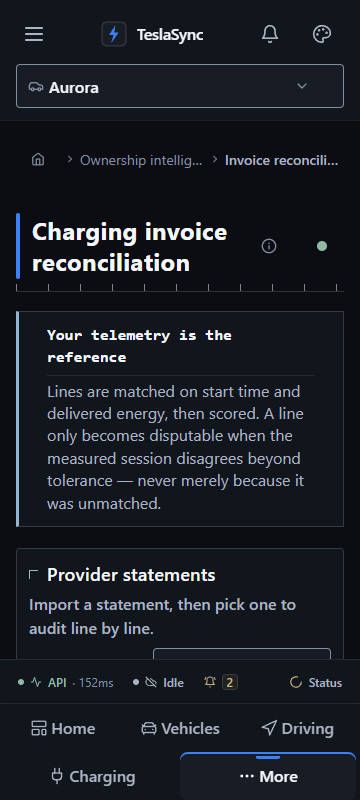 TeslaSync
Aurora
Ownership intellig... Invoice reconcili...
Charging invoice
reconciliation
Your telemetry is the
reference
Lines are matched on start time and
delivered energy, then scored. A line
only becomes disputable when the
measured session disagrees beyond
tolerance — never merely because it
was unmatched.
Provider statements
Import a statement, then pick one to
audit line by line.
API · 152ms Idle 2 Status
Home Vehicles Driving
Charging More